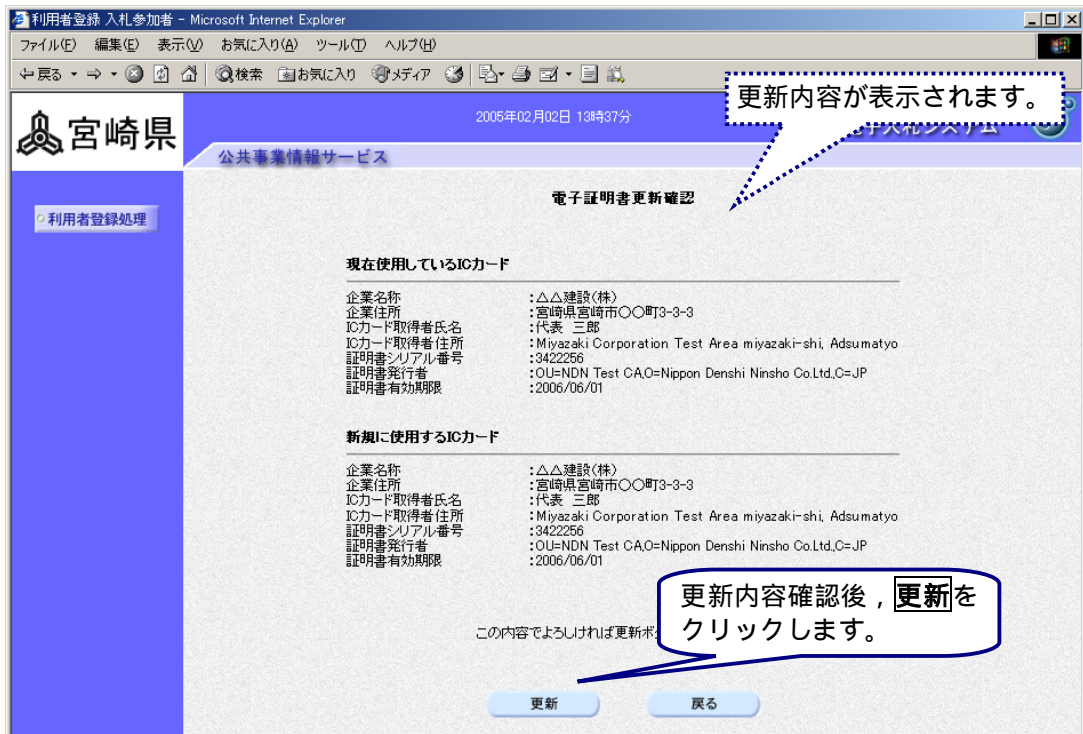 利用者登録 入札参加者 - Microsoft Internet Explorer
ファイル(F) 編集(E) 表示(V) お気に入り(A) ツール(T) ヘルプ(H)
戻る 検索 お気に入り メディア
更新内容が表示されます。
宮崎県
2005年02月02日 13時37分
電子入札システム
公共事業情報サービス
利用者登録処理
電子証明書更新確認
現在使用しているICカード
企業名称 :△△建設(株)
企業住所 :宮崎県宮崎市〇〇町3-3-3
ICカード取得者氏名 :代表 三郎
ICカード取得者住所 :Miyazaki Corporation Test Area miyazaki-shi, Adsumatyo
証明書シリアル番号 :3422256
証明書発行者 :OU=NDN Test CA,O=Nippon Denshi Ninsho Co.Ltd,C=JP
証明書有効期限 :2006/06/01
新規に使用するICカード
企業名称 :△△建設(株)
企業住所 :宮崎県宮崎市〇〇町3-3-3
ICカード取得者氏名 :代表 三郎
ICカード取得者住所 :Miyazaki Corporation Test Area miyazaki-shi, Adsumatyo
証明書シリアル番号 :3422256
証明書発行者 :OU=NDN Test CA,O=Nippon Denshi Ninsho Co.Ltd,C=JP
証明書有効期限 :2006/06/01
更新内容確認後，更新を
クリックします。
この内容でよろしければ更新ボ
更新 戻る